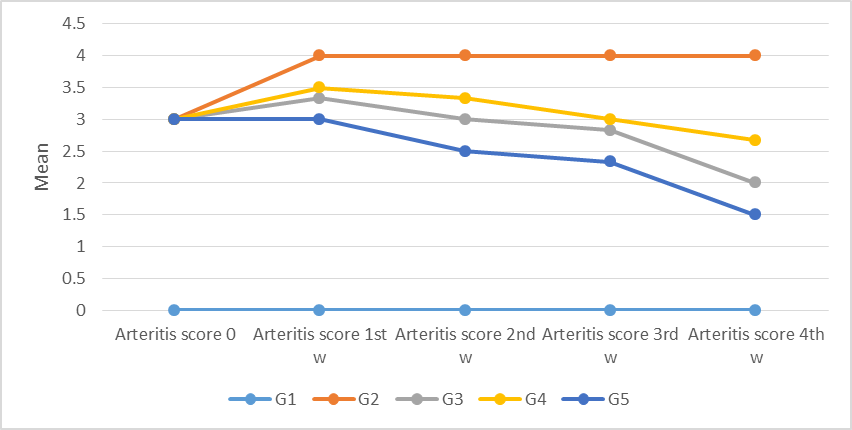 4.5
4
3.5
3
2.5
2
1.5
1
0.5
0
Mean
Arteritis score 0
Arteritis score 1st w
Arteritis score 2nd w
Arteritis score 3rd w
Arteritis score 4th w
G1 G2 G3 G4 G5